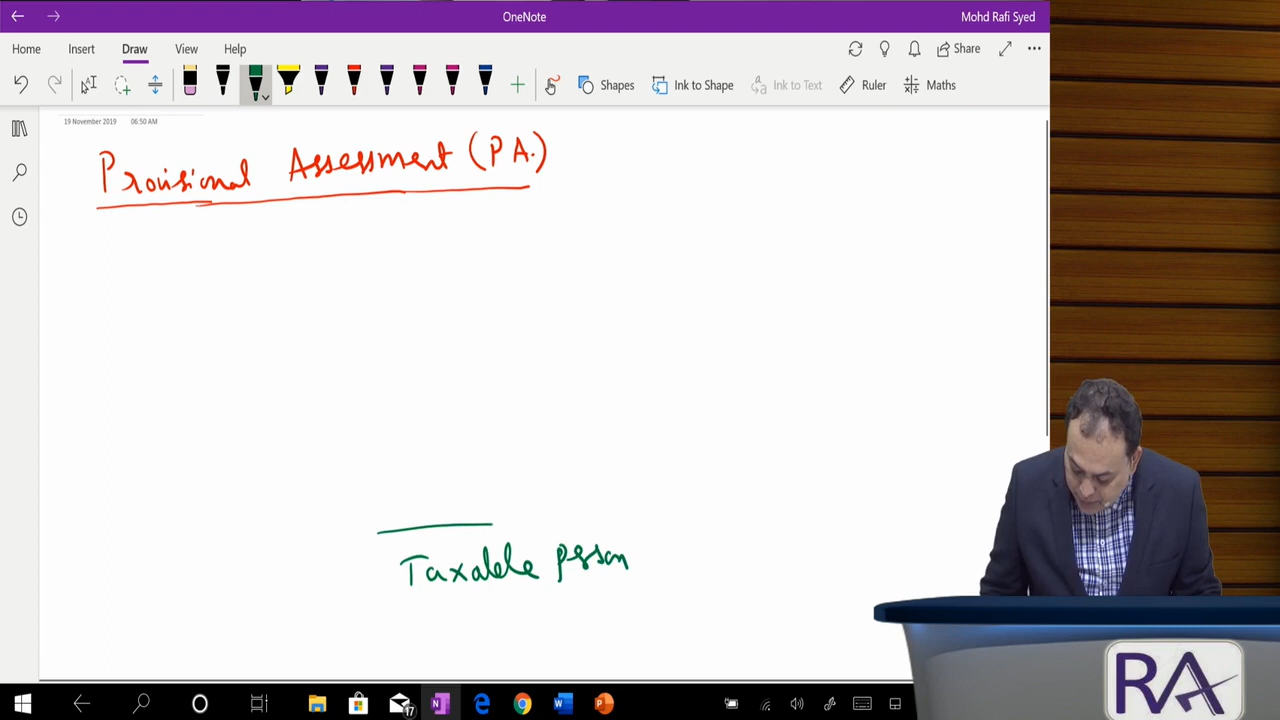 OneNote
Mohd Rafi Syed
Home Insert Draw View Help
Share
Shapes Ink to Shape Ink to Text Ruler Maths
19 November 2019 06:50 AM
Provisional Assessment (P A.)
Taxable person
17
RA